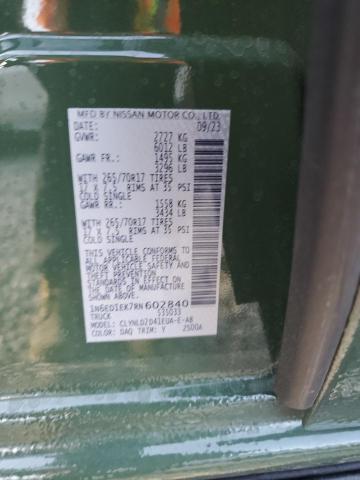 MFD BY NISSAN MOTOR CO., LTD.
DATE: 09/23
GVWR: 2727 KG
6012 LB
GAWR FR: 1495 KG
3296 LB
WITH 265/70R17 TIRES
17 X 7.5 RIMS AT 35 PSI
COLD SINGLE
GAWR RR: 1558 KG
3434 LB
WITH 265/70R17 TIRES
17 X 7.5 RIMS AT 35 PSI
COLD SINGLE
THIS VEHICLE CONFORMS TO ALL
APPLICABLE FEDERAL
MOTOR VEHICLE SAFETY
STANDARDS IN EFFECT ON
THE DATE OF MANUFACTURE
SHOWN ABOVE.
1N6ED1EK7RN602840
TRUCK S35033
MODEL: CLYNLDZD41EUA-E-AB
COLOR: DAQ TRIM: Y 2500A